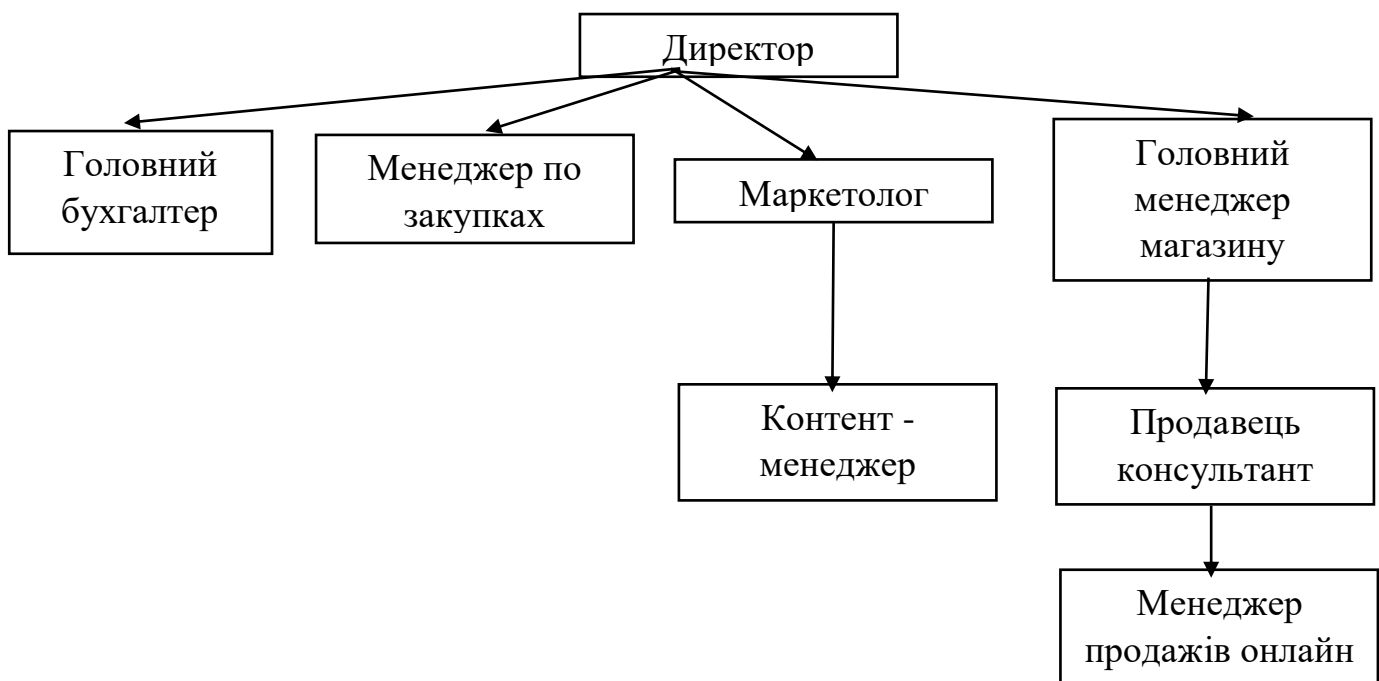 Директор
Головний
бухгалтер
Менеджер по
закупках
Маркетолог
Головний
менеджер
магазину
Контент -
менеджер
Продавець
консультант
Менеджер
продажів онлайн